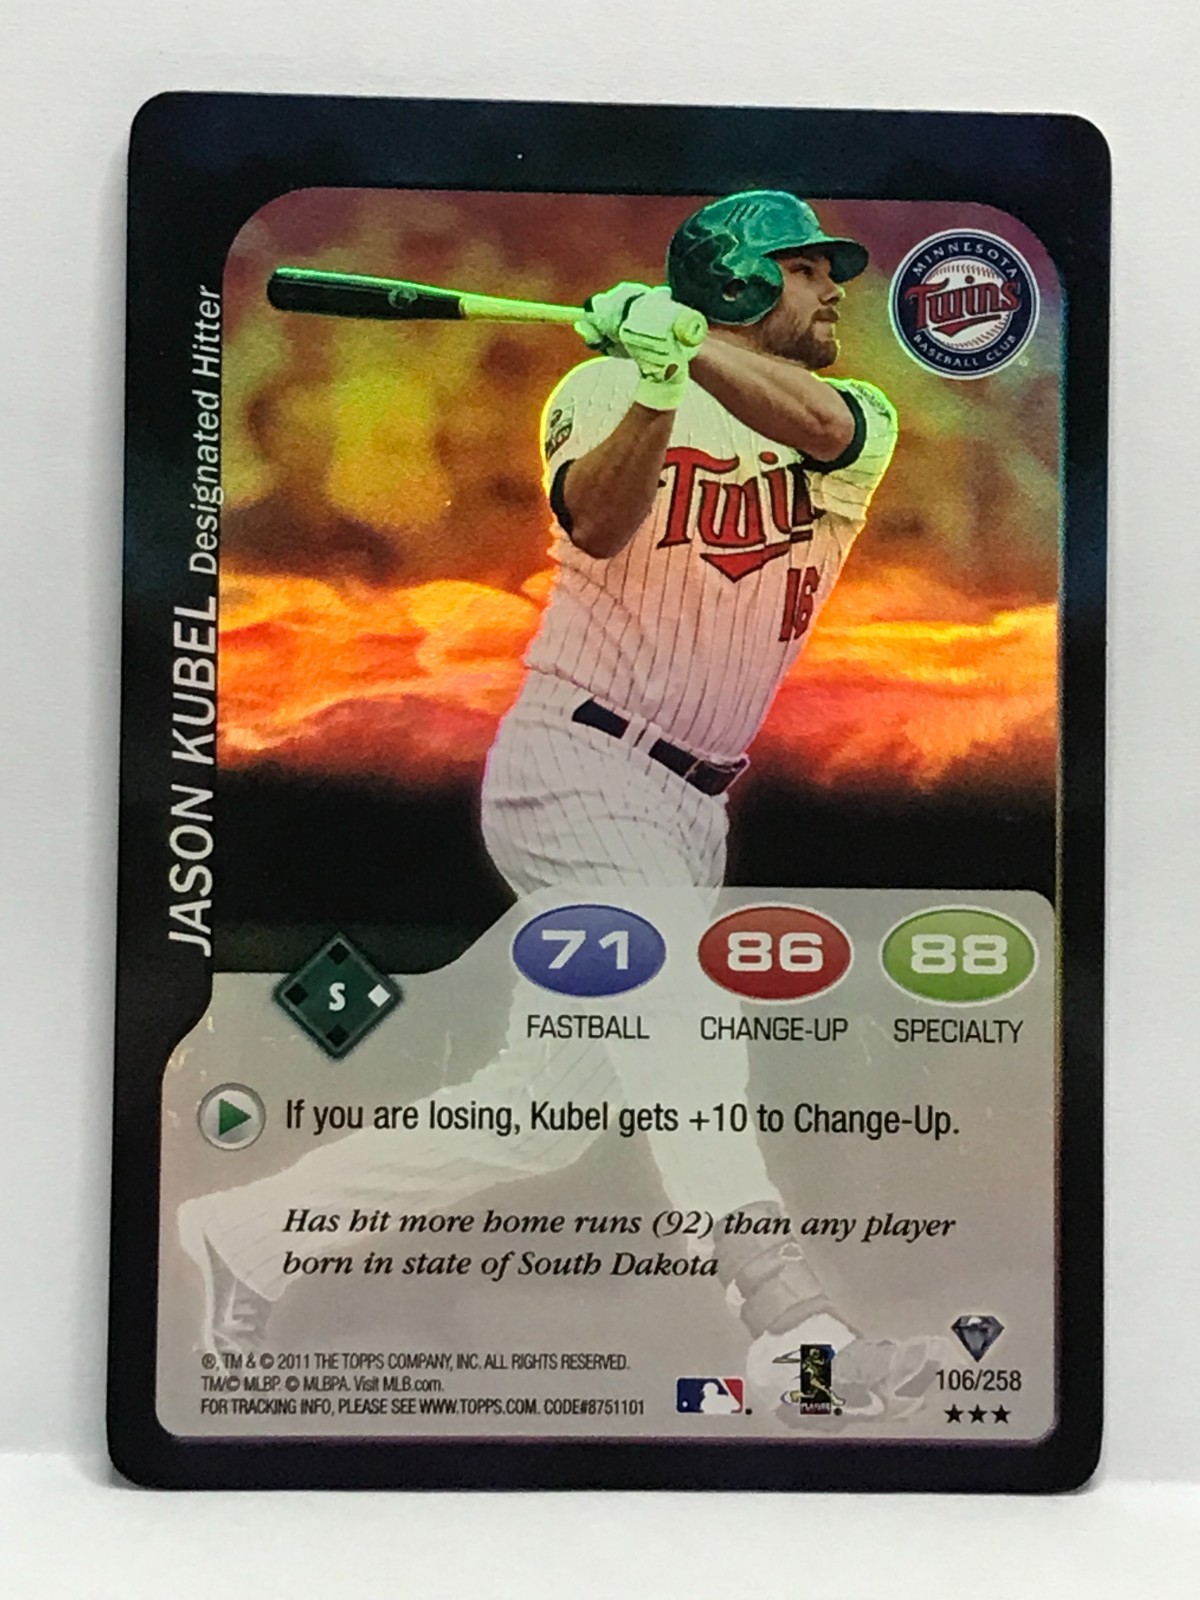 JASON KUBEL Designated Hitter
MINNESOTA
Twins
BASEBALL CLUB
Twin
16
S
71
86
88
FASTBALL
CHANGE-UP
SPECIALTY
If you are losing, Kubel gets +10 to Change-Up.
Has hit more home runs (92) than any player
born in state of South Dakota
®, TM & © 2011 THE TOPPS COMPANY, INC. ALL RIGHTS RESERVED.
TM/© MLBP. © MLBPA. Visit MLB.com.
FOR TRACKING INFO, PLEASE SEE WWW.TOPPS.COM. CODE#8751101
106/258
★★★